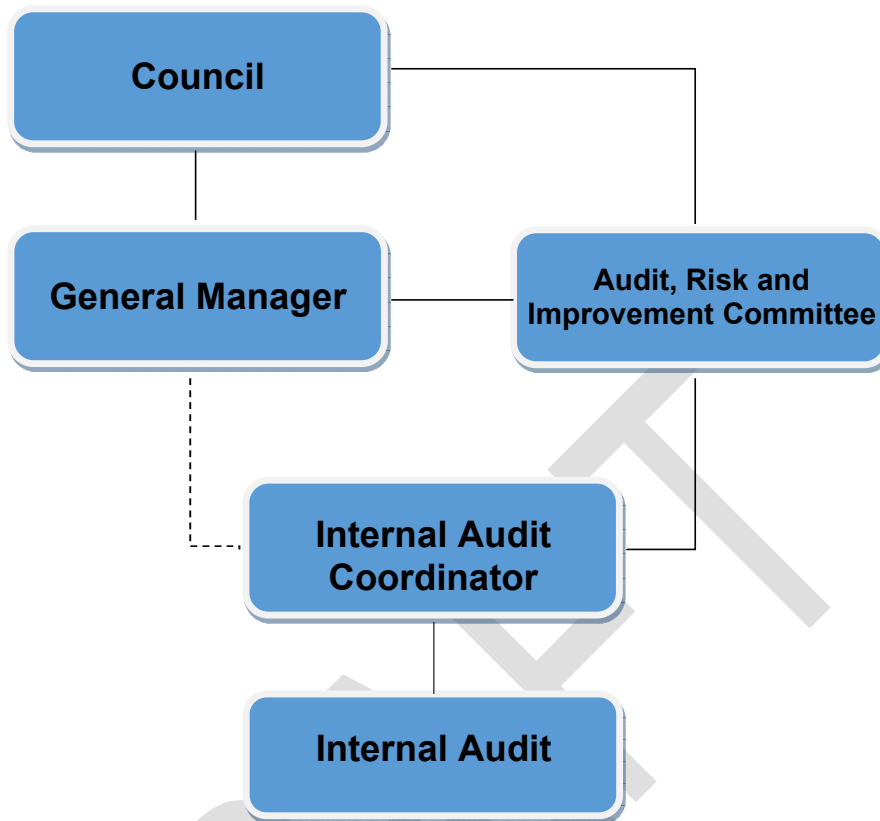 Council
General Manager
Audit, Risk and
Improvement Committee
Internal Audit
Coordinator
Internal Audit